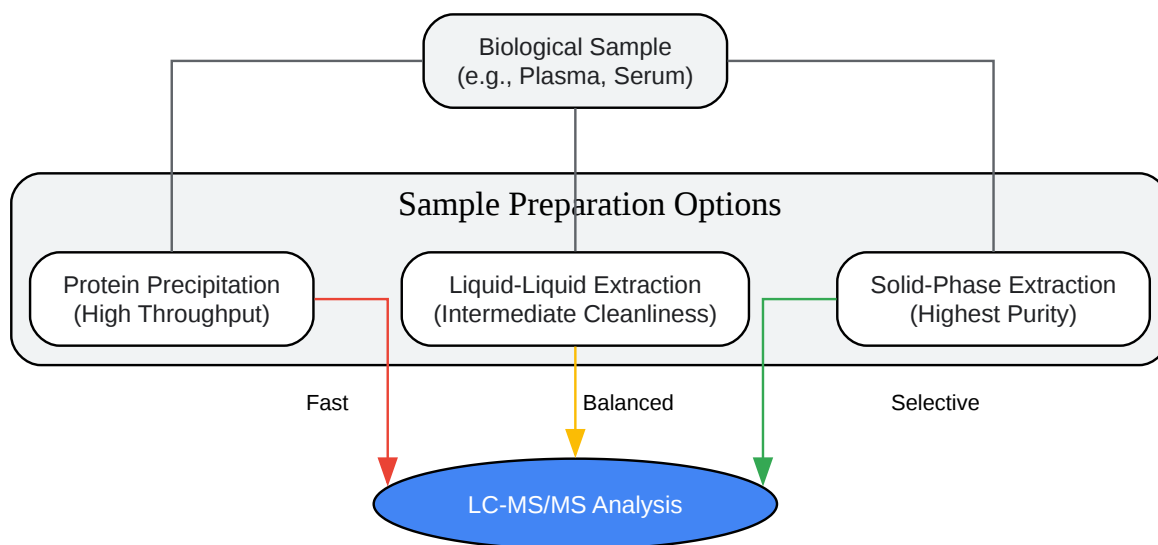 Biological Sample
(e.g., Plasma, Serum)
Sample Preparation Options
Protein Precipitation
(High Throughput)
Liquid-Liquid Extraction
(Intermediate Cleanliness)
Solid-Phase Extraction
(Highest Purity)
Fast
Balanced
Selective
LC-MS/MS Analysis